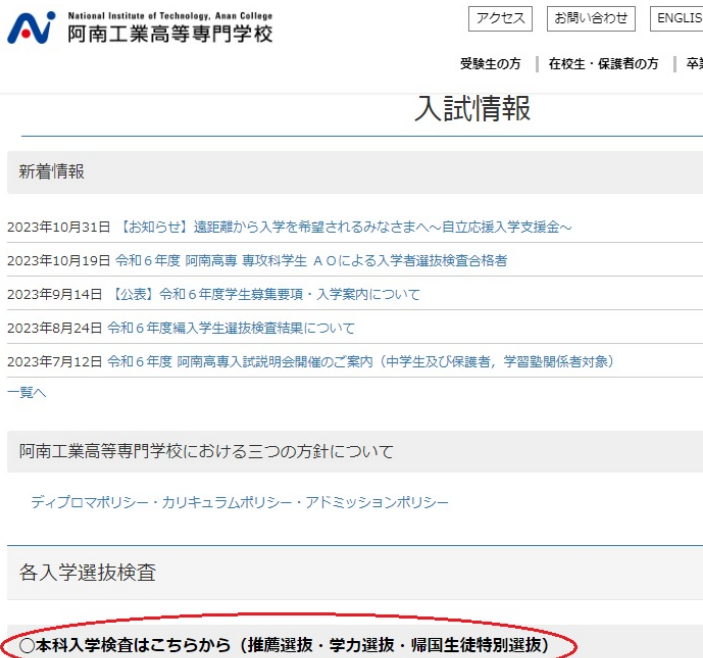 National Institute of Technology, Anan College
阿南工業高等専門学校
アクセス
お問い合わせ
ENGLIS
受験生の方
在校生・保護者の方
卒業
入試情報
新着情報
2023年10月31日 【お知らせ】遠距離から入学を希望されるみなさまへ～自立応援入学支援金～
2023年10月19日 令和６年度 阿南高専 専攻科学生 ＡＯによる入学者選抜検査合格者
2023年9月14日 【公表】令和６年度学生募集要項・入学案内について
2023年8月24日 令和６年度編入学生選抜検査結果について
2023年7月12日 令和６年度 阿南高専入試説明会開催のご案内（中学生及び保護者，学習塾関係者対象）
一覧へ
阿南工業高等専門学校における三つの方針について
ディプロマポリシー・カリキュラムポリシー・アドミッションポリシー
各入学選抜検査
○本科入学検査はこちらから（推薦選抜・学力選抜・帰国生徒特別選抜）